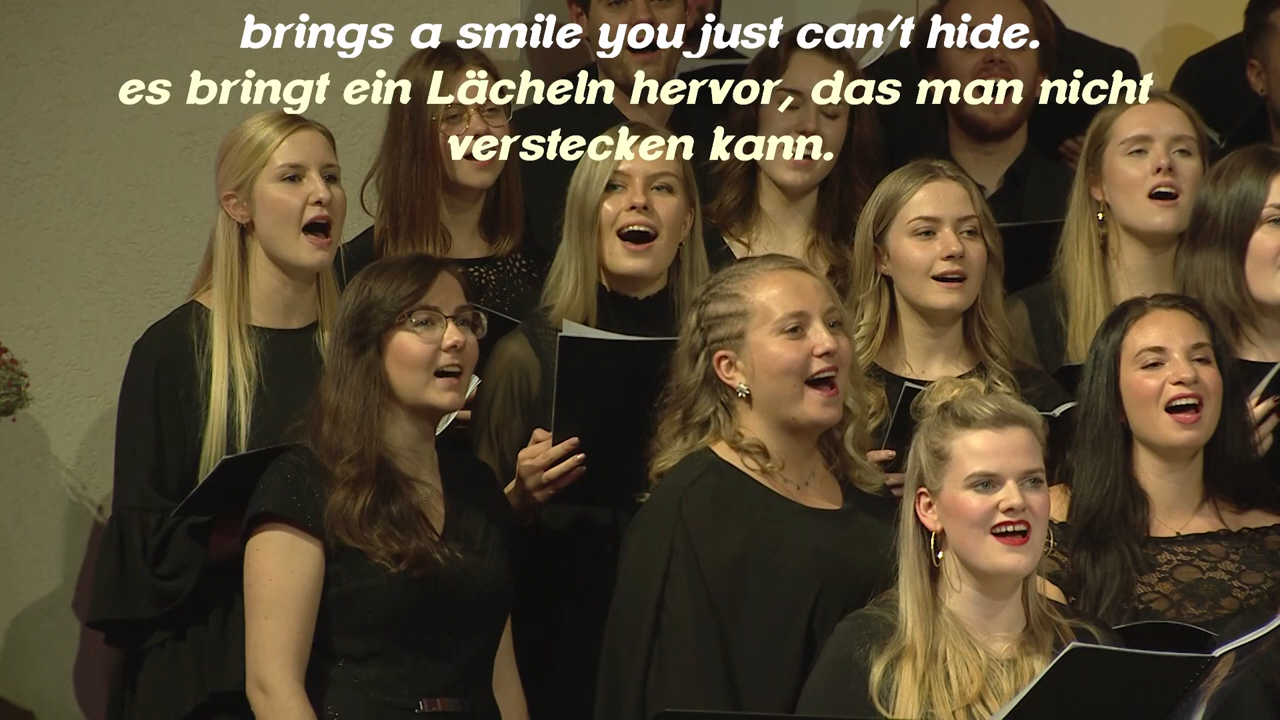 brings a smile you just can't hide.
es bringt ein Lächeln hervor, das man nicht
verstecken kann.